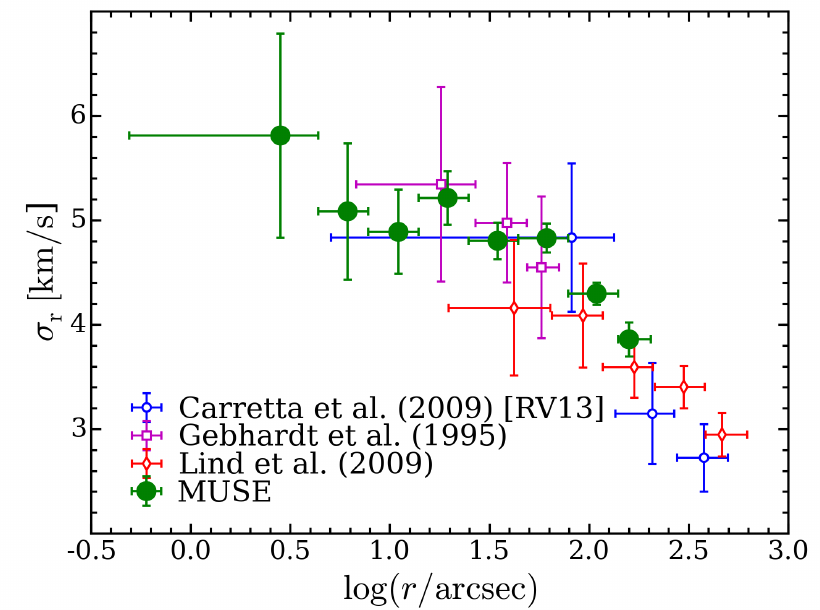 6
5
4
3
σr [km/s]
Carretta et al. (2009) [RV13]
Gebhardt et al. (1995)
Lind et al. (2009)
MUSE
-0.5 0.0 0.5 1.0 1.5 2.0 2.5 3.0
log(r/arcsec)